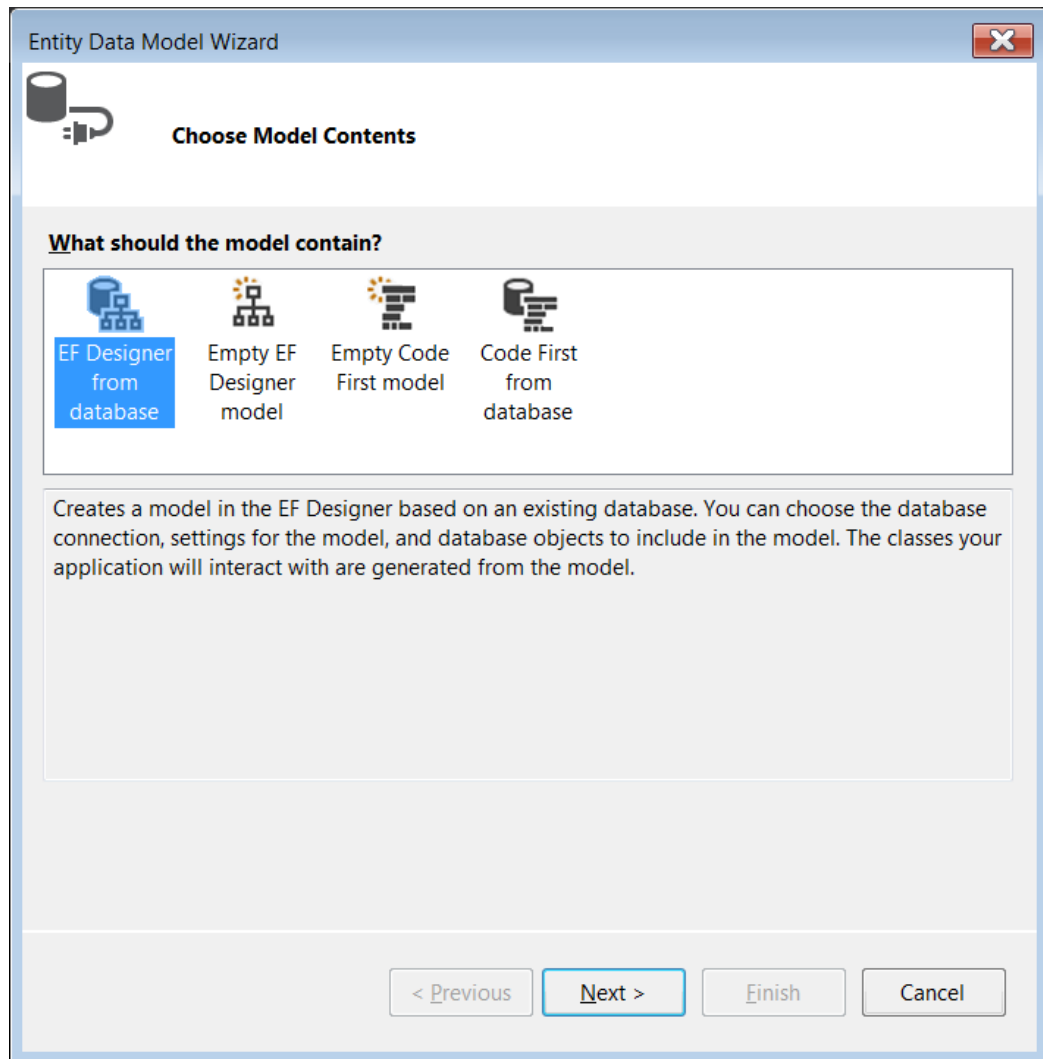 Entity Data Model Wizard
Choose Model Contents
What should the model contain?
EF Designer
from
database
Empty EF
Designer
model
Empty Code
First model
Code First
from
database
Creates a model in the EF Designer based on an existing database. You can choose the database
connection, settings for the model, and database objects to include in the model. The classes your
application will interact with are generated from the model.
< Previous
Next >
Finish
Cancel